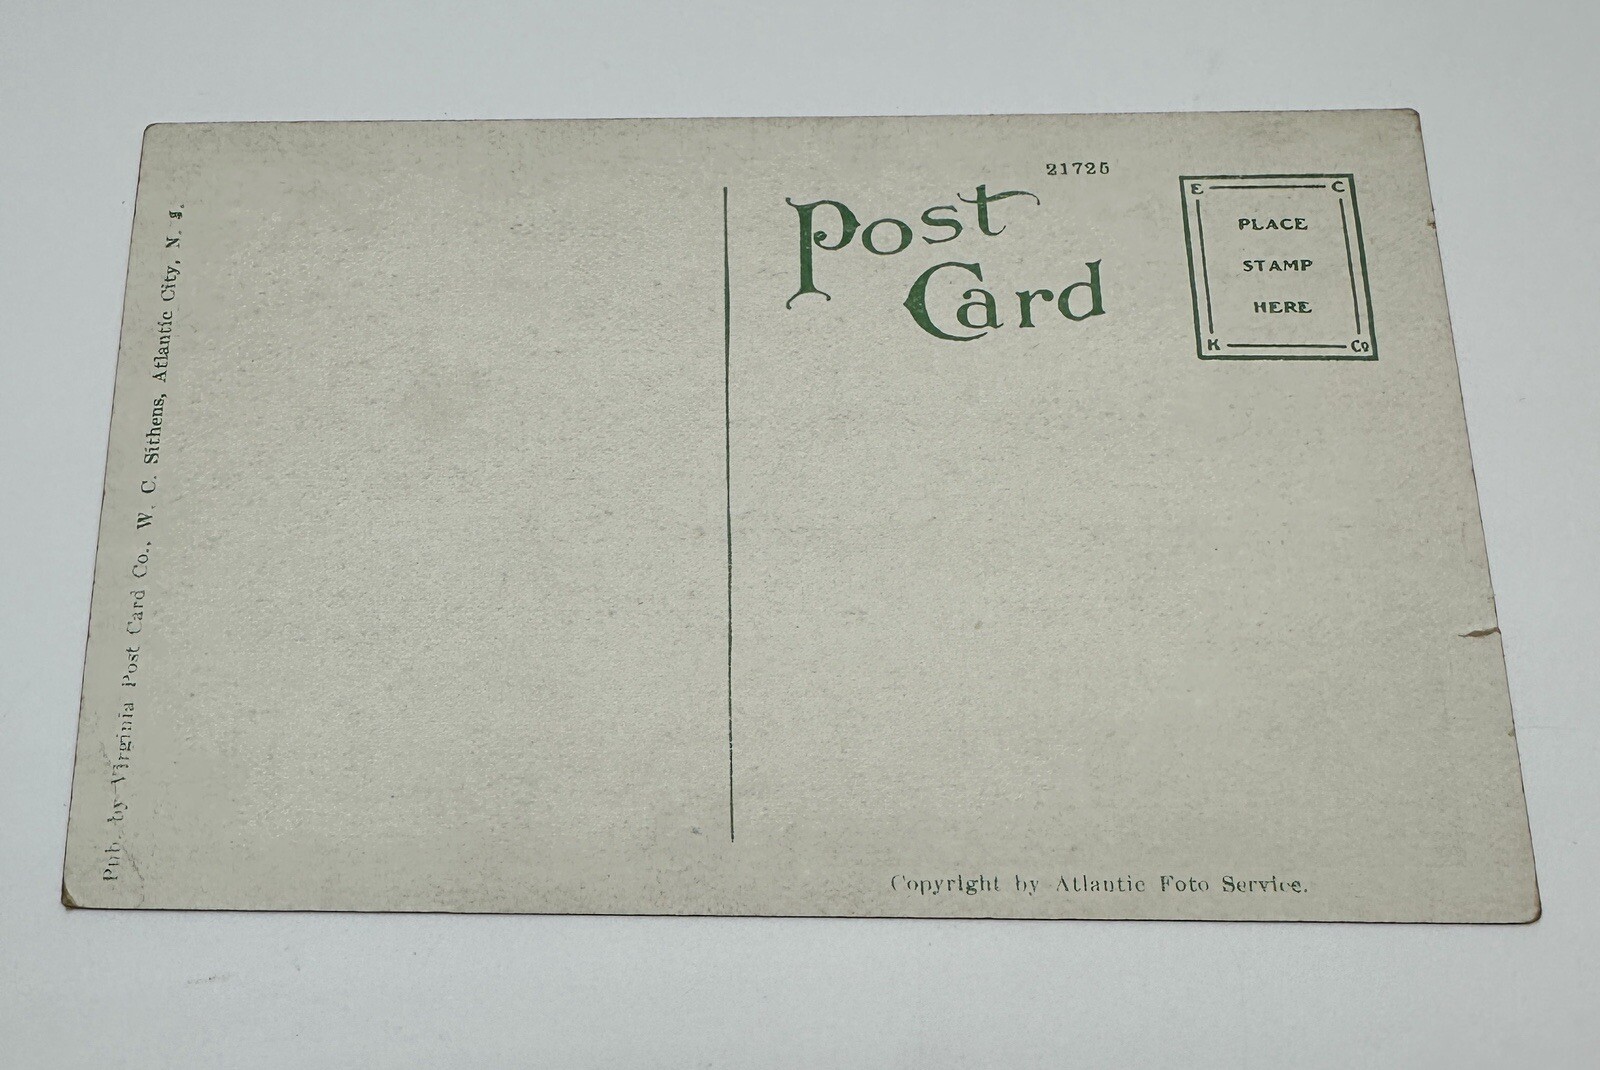 Pub. by Virginia Post Card Co., W. C. Sithens, Atlantic City, N. J.
21725
Post
Card
E C
PLACE
STAMP
HERE
K Co
Copyright by Atlantic Foto Service.